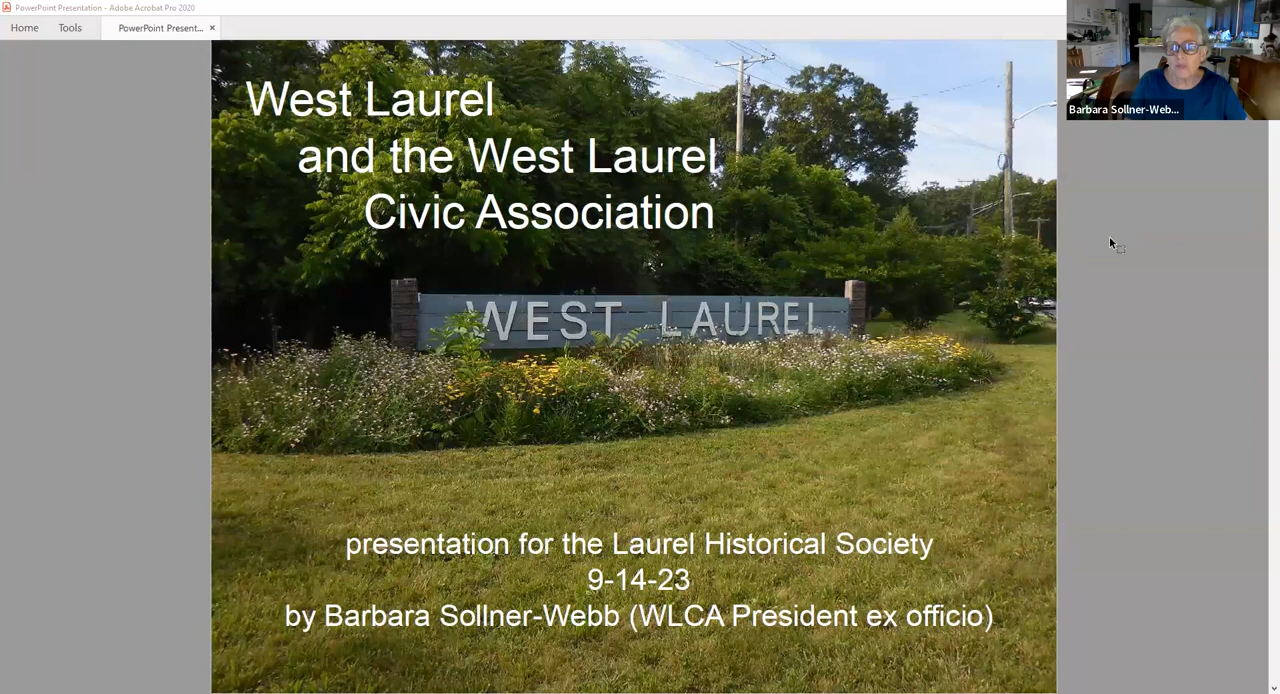 PowerPoint Presentation - Adobe Acrobat Pro 2020
Home Tools PowerPoint Present... ×
Barbara Sollner-Web...
West Laurel
and the West Laurel
Civic Association
WEST LAUREL
presentation for the Laurel Historical Society
9-14-23
by Barbara Sollner-Webb (WLCA President ex officio)